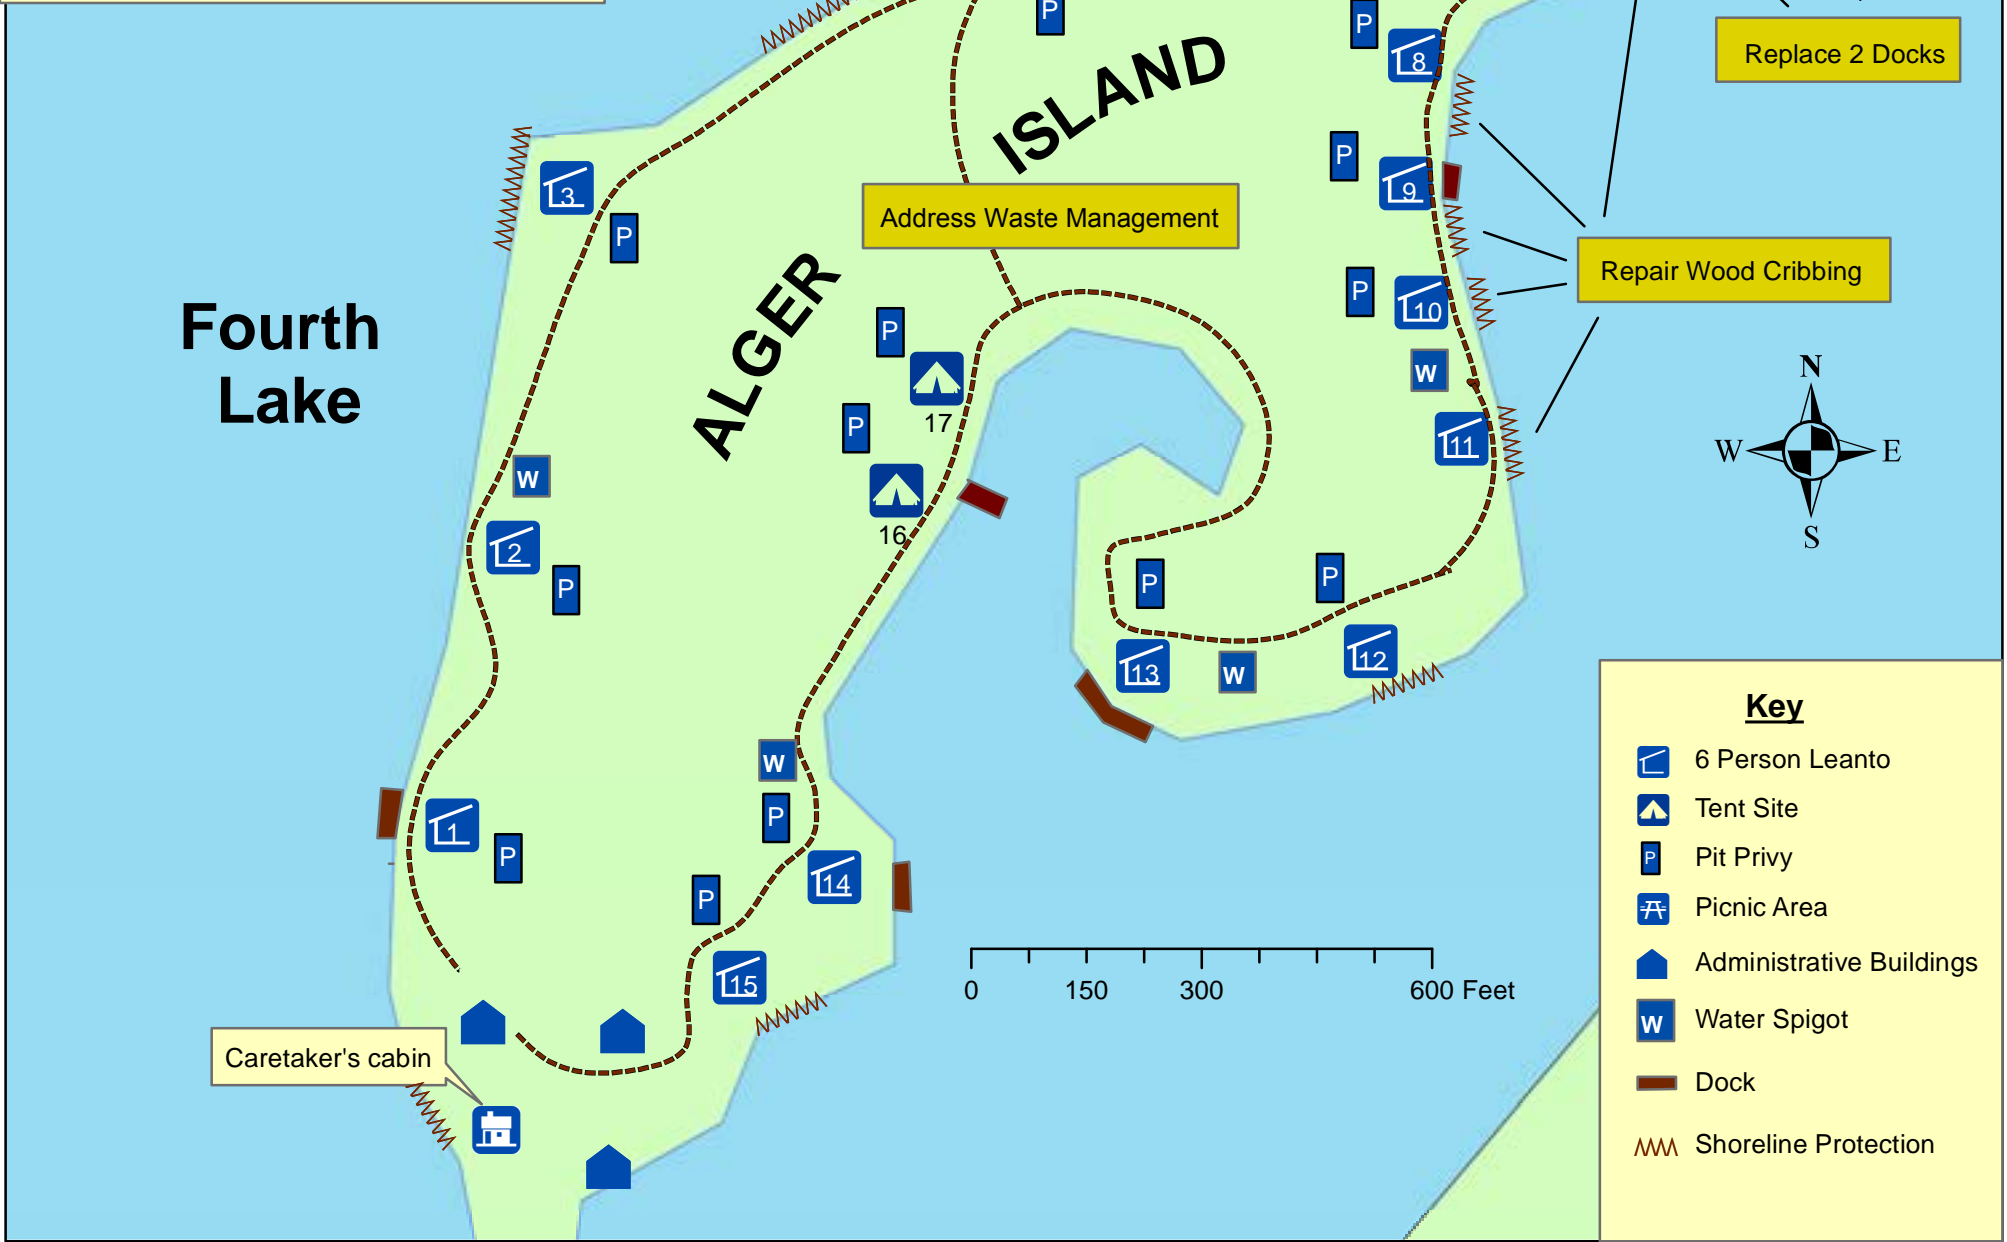 P
P
8
ISLAND
Replace 2 Docks
P
9
3
P
Address Waste Management
Repair Wood Cribbing
ALGER
P
10
Fourth
Lake
P
W
17
P
11
N
W E
S
W
16
2
P
P
P
13
W
12
W
P
1
P
14
P
15
0 150 300 600 Feet
Caretaker's cabin
Key
6 Person Leanto
Tent Site
P Pit Privy
Picnic Area
Administrative Buildings
W Water Spigot
Dock
Shoreline Protection